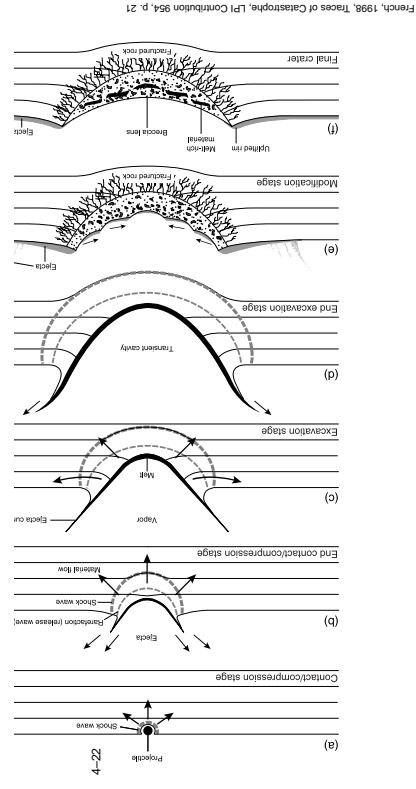 4–22
Projectile
(a)
Shock wave
Contact/compression stage
Ejecta
(b)
Rarefaction (release wave)
Shock wave
Material flow
End contact/compression stage
Vapor
Ejecta cur
(c)
Melt
Excavation stage
Transient cavity
(d)
End excavation stage
Ejecta
(e)
Modification stage
Fractured rock
Uplifted rim
Melt-rich
material
Breccia lens
Ejecta
(f)
Final crater
Fractured rock
French, 1998, Traces of Catastrophe, LPI Contribution 954, p. 21